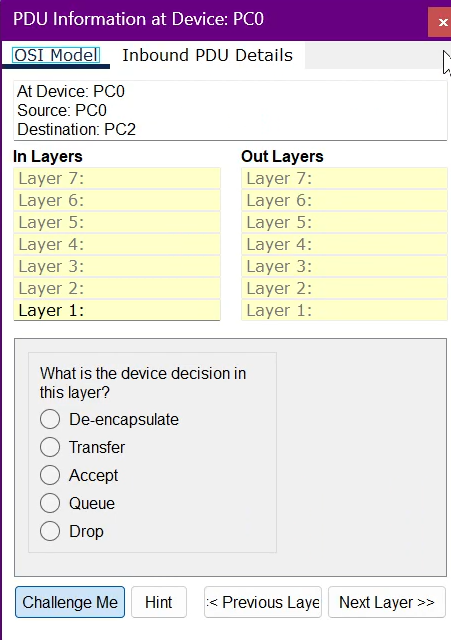 PDU Information at Device: PC0
×
OSI Model Inbound PDU Details
At Device: PC0
Source: PC0
Destination: PC2
In Layers Out Layers
Layer 7: Layer 7:
Layer 6: Layer 6:
Layer 5: Layer 5:
Layer 4: Layer 4:
Layer 3: Layer 3:
Layer 2: Layer 2:
Layer 1: Layer 1:
What is the device decision in
this layer?
De-encapsulate
Transfer
Accept
Queue
Drop
Challenge Me Hint :< Previous Laye Next Layer >>